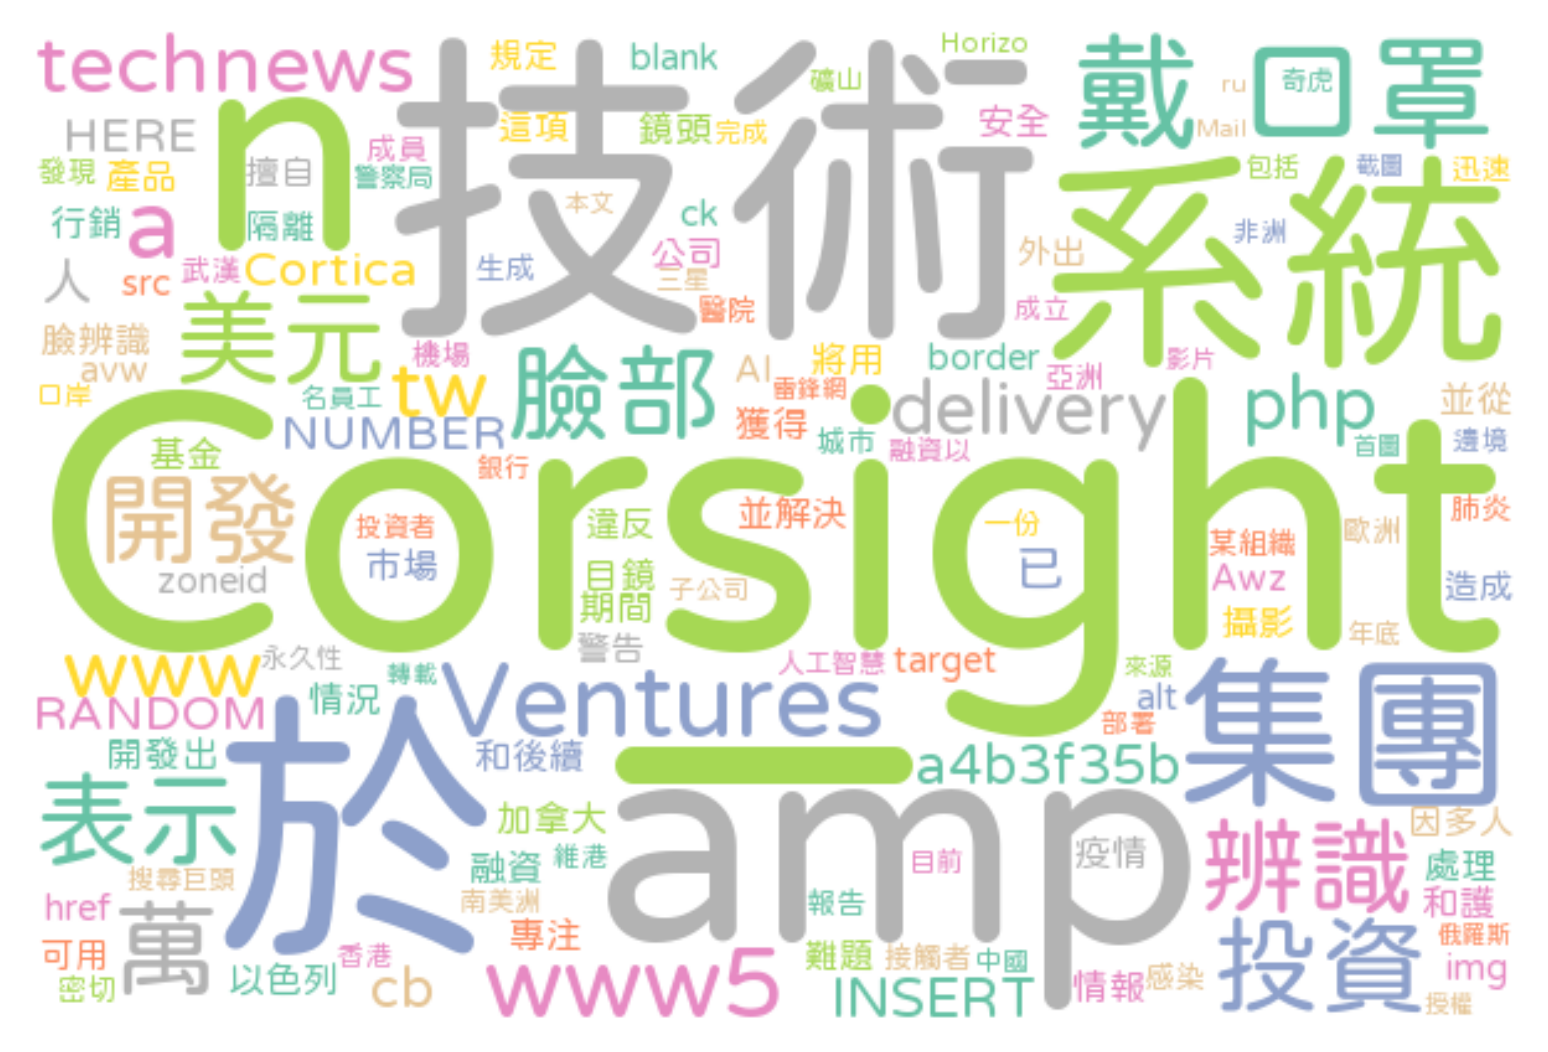 technews
規定
blank
Horizo
礦山
戴口罩
ru
奇虎
HERE
n
技術
這項
鏡頭
完成
安全
Mail
成員
發現
產品
擅自
警察局
系統
包括
截圖
迅速
行銷
a
隔離
本文
ck
公司
外出
非洲
人
src
武漢
Cortica
生成
三星
美元
醫院
成立
臉辨識
avw
機場
臉部
AI
將用
border
亞洲
影片
口岸
名員工
tw
雷鋒網
delivery
php
並從
NUMBER
獲得
城市
融資以
首圖
邊境
基金
銀行
Corsight
開發
投資者
違反
並解決
一份
某組織
歐洲
肺炎
zoneid
市場
目鏡
子公司
已
Awz
造成
期間
攝影
年底
警告
www
永久性
轉載
人工智慧
target
來源
RANDOM
情況
Ventures
alt
部署
集團
開發出
於
和後續
a4b3f35b
表示
加拿大
amp
疫情
辨識
因多人
搜尋巨頭
融資
維港
目前
處理
href
萬
南美洲
報告
和護
可用
香港
專注
投資
俄羅斯
密切
以色列
cb
www5
難題
接觸者
中國
INSERT
情報
感染
img
授權